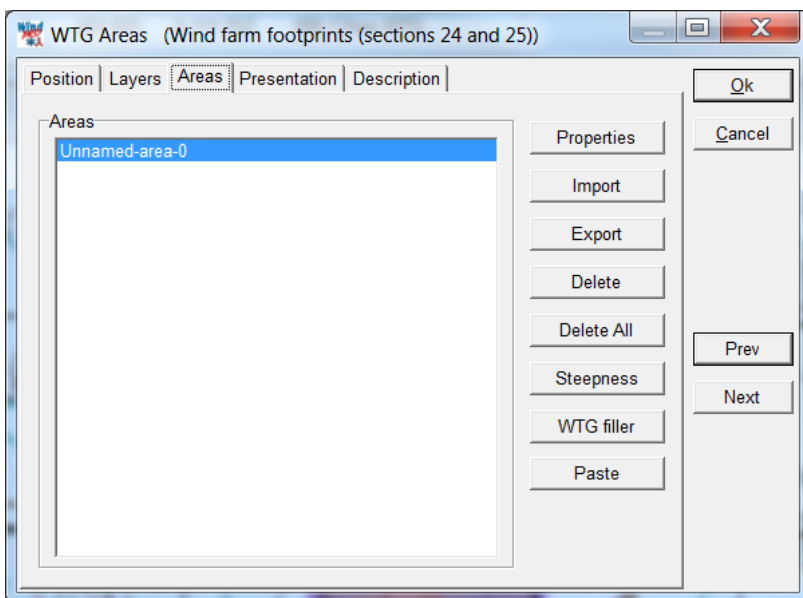 WTG Areas (Wind farm footprints (sections 24 and 25))
Position Layers Areas Presentation Description
Ok
Cancel
Areas
Unnamed-area-0
Properties
Import
Export
Delete
Delete All
Steepness
WTG filler
Paste
Prev
Next